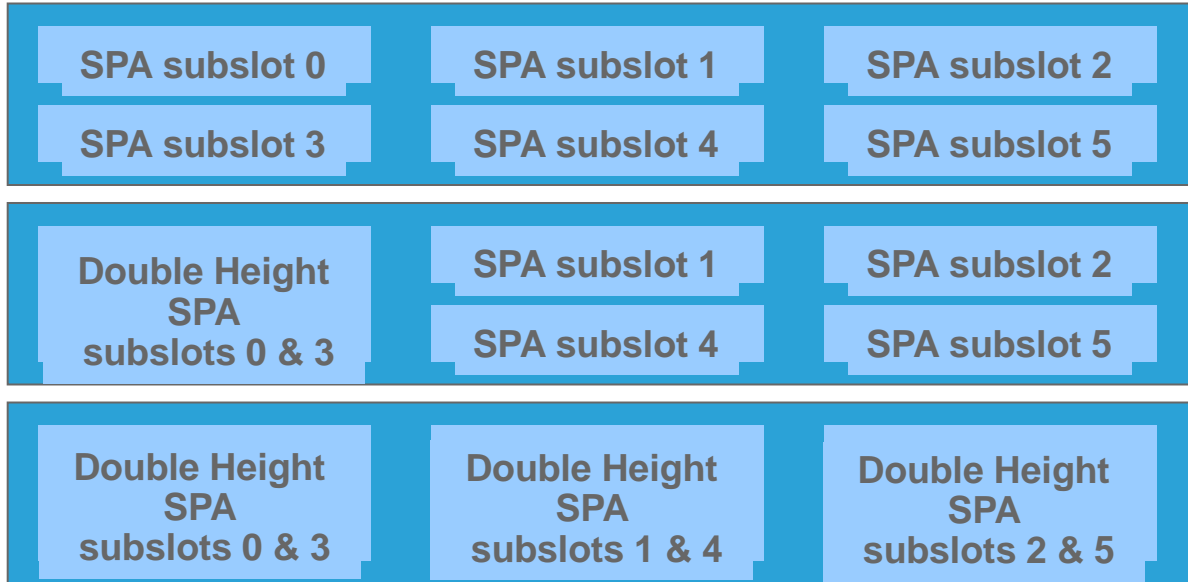 SPA subslot 0
SPA subslot 1
SPA subslot 2
SPA subslot 3
SPA subslot 4
SPA subslot 5
Double Height
SPA
subslots 0 & 3
SPA subslot 1
SPA subslot 2
SPA subslot 4
SPA subslot 5
Double Height
SPA
subslots 0 & 3
Double Height
SPA
subslots 1 & 4
Double Height
SPA
subslots 2 & 5